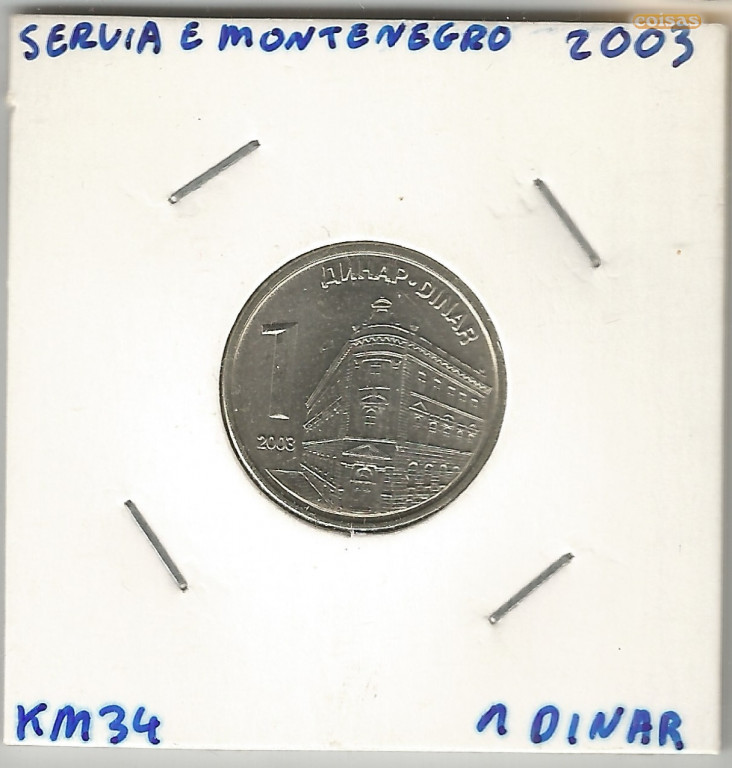 coisas
SERVIA E MONTENEGRO 2003
ДИНАР·DINAR
1
2003
KM34 1 DINAR